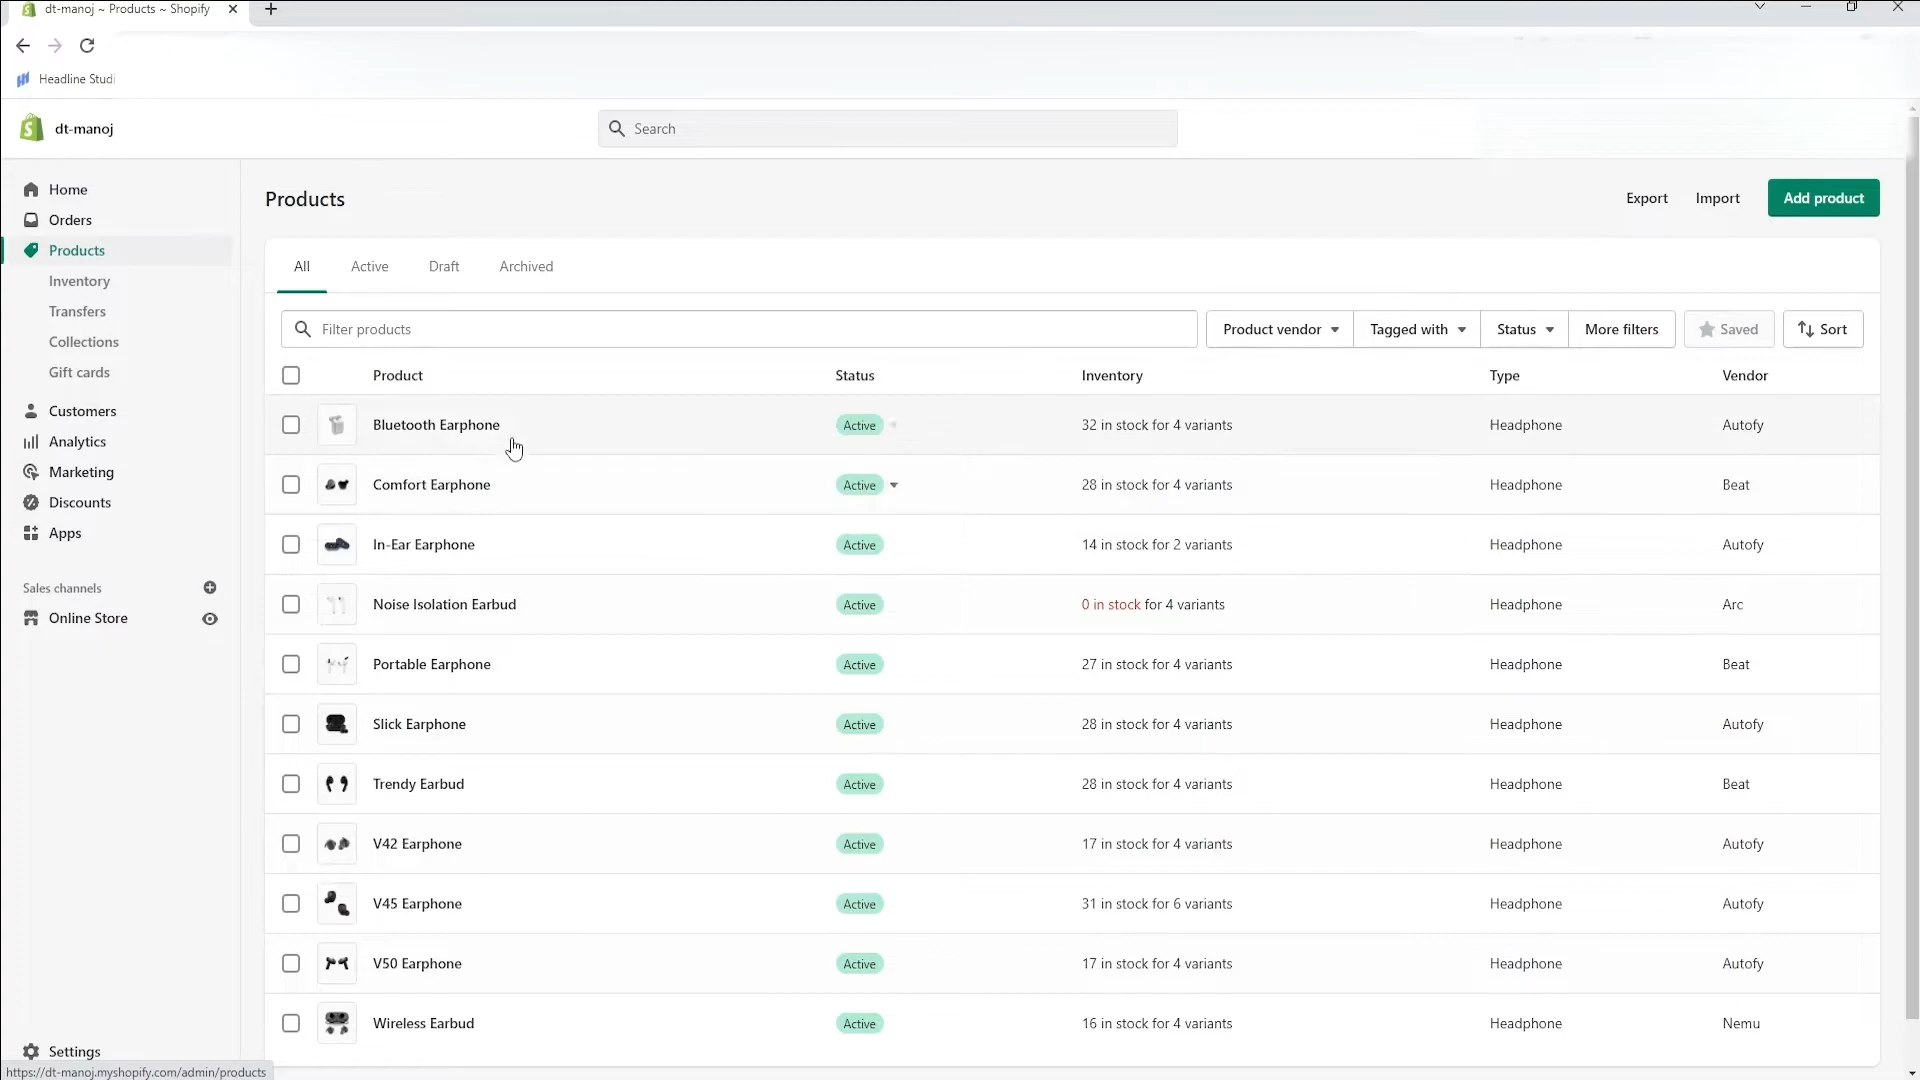 dt-manoj ~ Products ~ Shopify
dt-manoj
Search
Home
Orders
Products
Inventory
Transfers
Collections
Gift cards
Customers
Analytics
Marketing
Discounts
Apps
Sales channels
Online Store
Settings
https://dt-manoj.myshopify.com/admin/products
Headline Studi
Products
Export Import Add product
All Active Draft Archived
Filter products Product vendor Tagged with Status More filters Saved Sort
Product Status Inventory Type Vendor
Bluetooth Earphone Active 32 in stock for 4 variants Headphone Autofy
Comfort Earphone Active 28 in stock for 4 variants Headphone Beat
In-Ear Earphone Active 14 in stock for 2 variants Headphone Autofy
Noise Isolation Earbud Active 0 in stock for 4 variants Headphone Arc
Portable Earphone Active 27 in stock for 4 variants Headphone Beat
Slick Earphone Active 28 in stock for 4 variants Headphone Autofy
Trendy Earbud Active 28 in stock for 4 variants Headphone Beat
V42 Earphone Active 17 in stock for 4 variants Headphone Autofy
V45 Earphone Active 31 in stock for 6 variants Headphone Autofy
V50 Earphone Active 17 in stock for 4 variants Headphone Autofy
Wireless Earbud Active 16 in stock for 4 variants Headphone Nemu